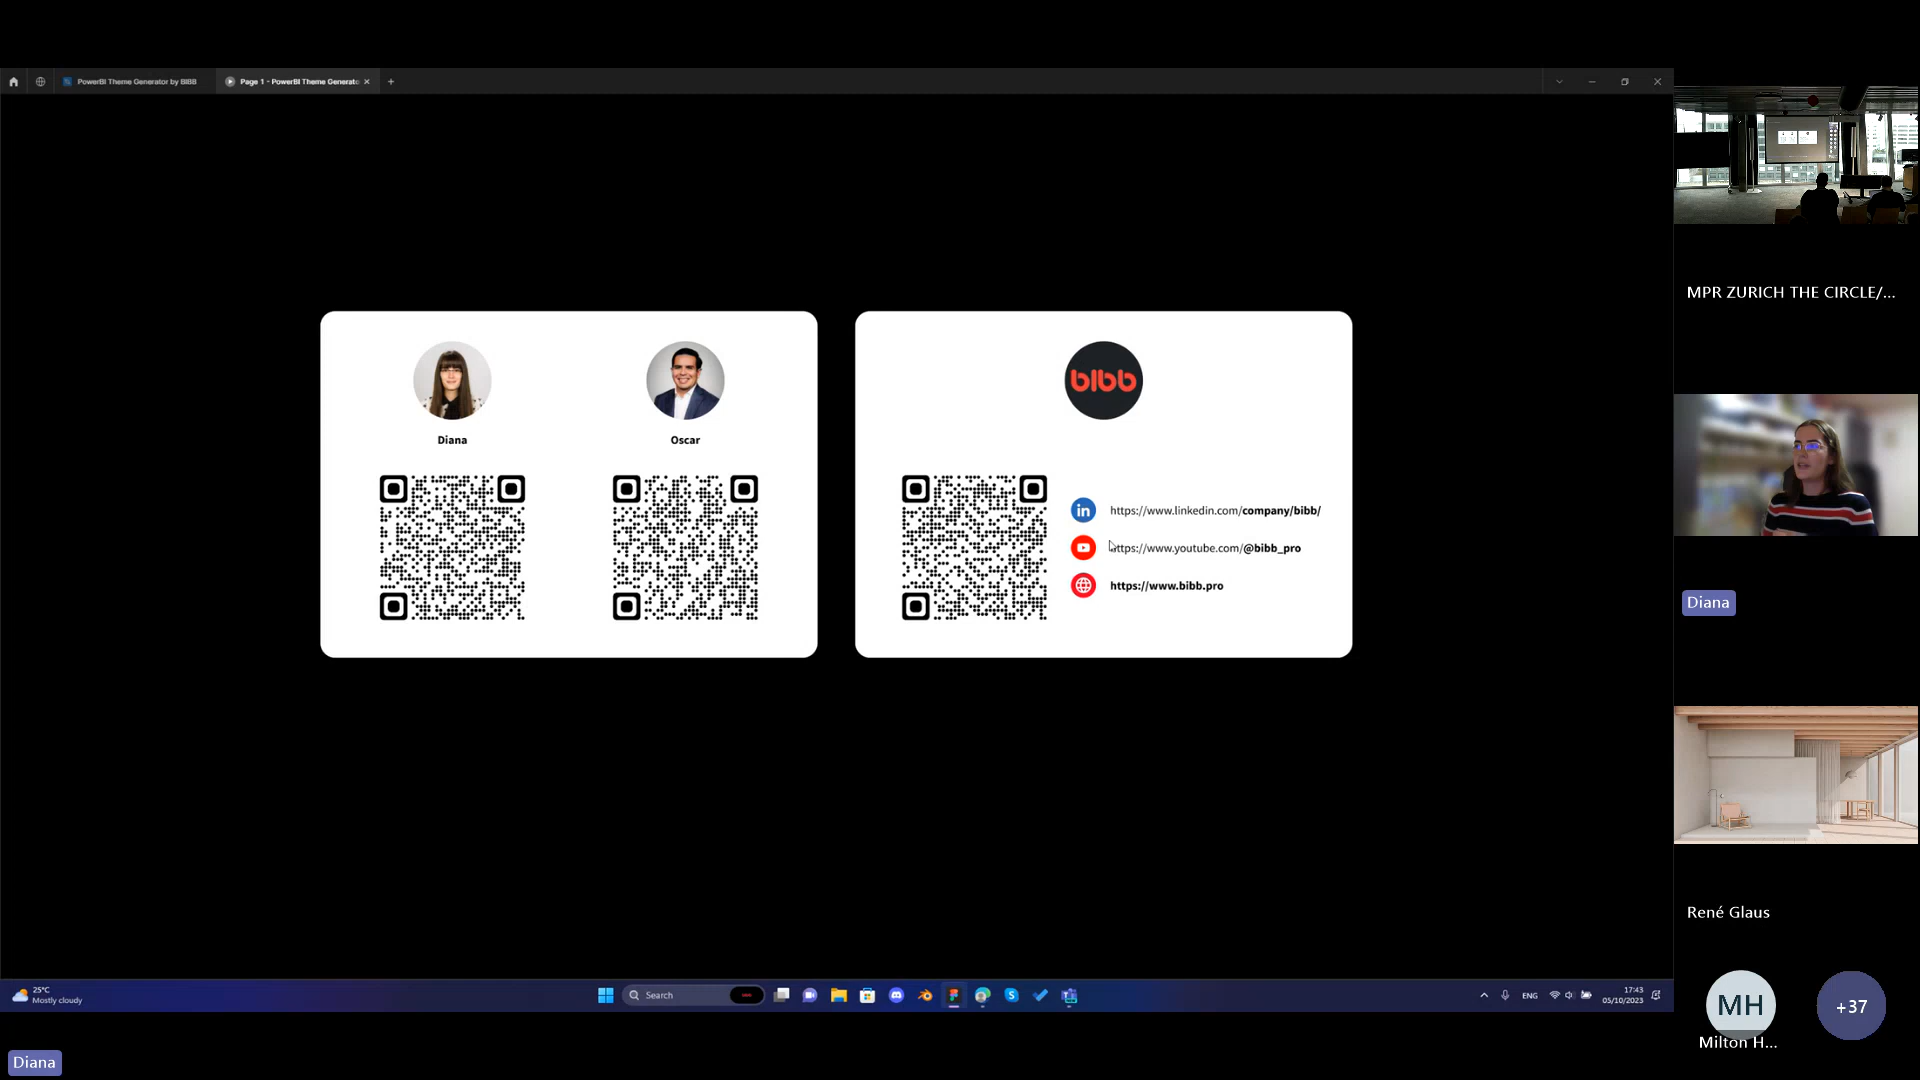 PowerBI Theme Generator by BIBB
Page 1 - PowerBI Theme Generato
Diana
Oscar
bibb
https://www.linkedin.com/company/bibb/
https://www.youtube.com/@bibb_pro
https://www.bibb.pro
MPR ZURICH THE CIRCLE/...
Diana
René Glaus
MH
+37
Milton H...
25°C
Mostly cloudy
Search
ENG
17:43
05/10/2023
Diana